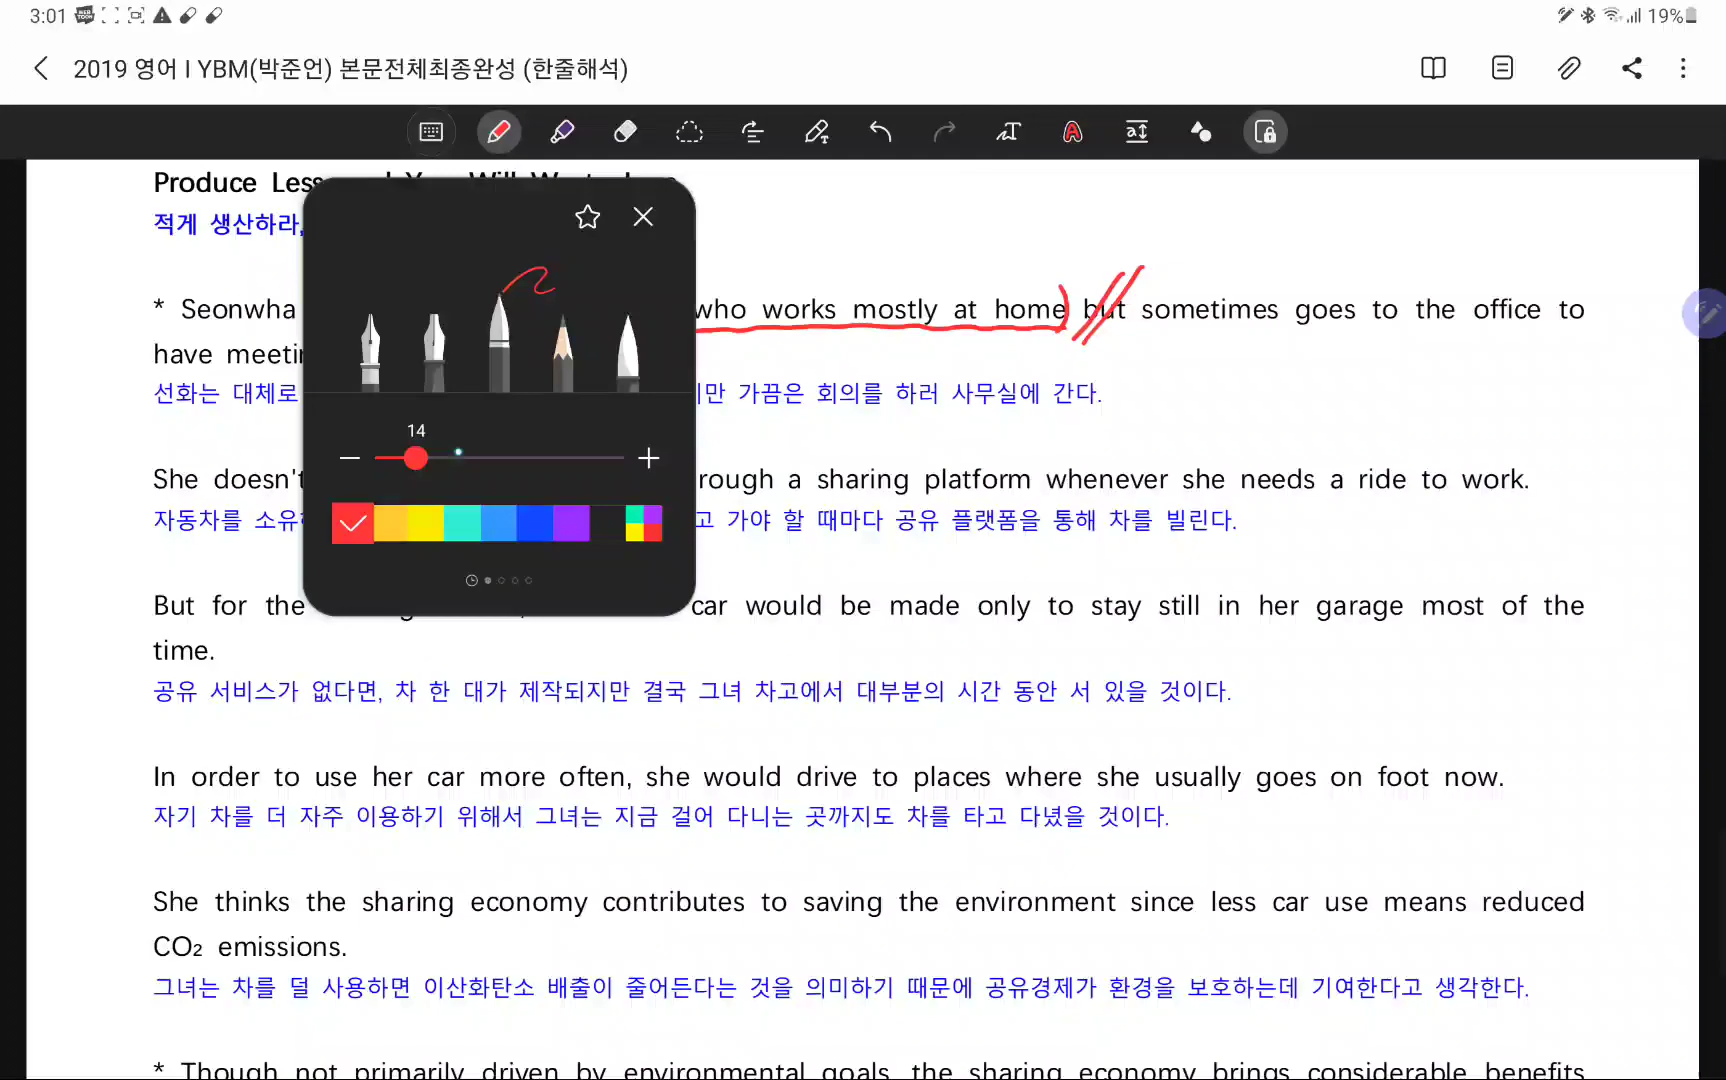 3:01 19%
2019 영어 I YBM(박준언) 본문전체최종완성 (한줄해석)
Produce Less
적게 생산하라,
* Seonwha who works mostly at home) but sometimes goes to the office to
have
선화는 대체로 가끔은 회의를 하러 사무실에 간다.
14
She doesn't a sharing platform whenever she needs a ride to work.
자동차를 가야 할 때마다 공유 플랫폼을 통해 차를 빌린다.
But for the car would be made only to stay still in her garage most of the
time.
공유 서비스가 없다면, 차 한 대가 제작되지만 결국 그녀 차고에서 대부분의 시간 동안 서 있을 것이다.
In order to use her car more often, she would drive to places where she usually goes on foot now.
자기 차를 더 자주 이용하기 위해서 그녀는 지금 걸어 다니는 곳까지도 차를 타고 다녔을 것이다.
She thinks the sharing economy contributes to saving the environment since less car use means reduced
CO₂ emissions.
그녀는 차를 덜 사용하면 이산화탄소 배출이 줄어든다는 것을 의미하기 때문에 공유경제가 환경을 보호하는데 기여한다고 생각한다.
* Though not primarily driven by environmental goals, the sharing economy brings considerable benefits